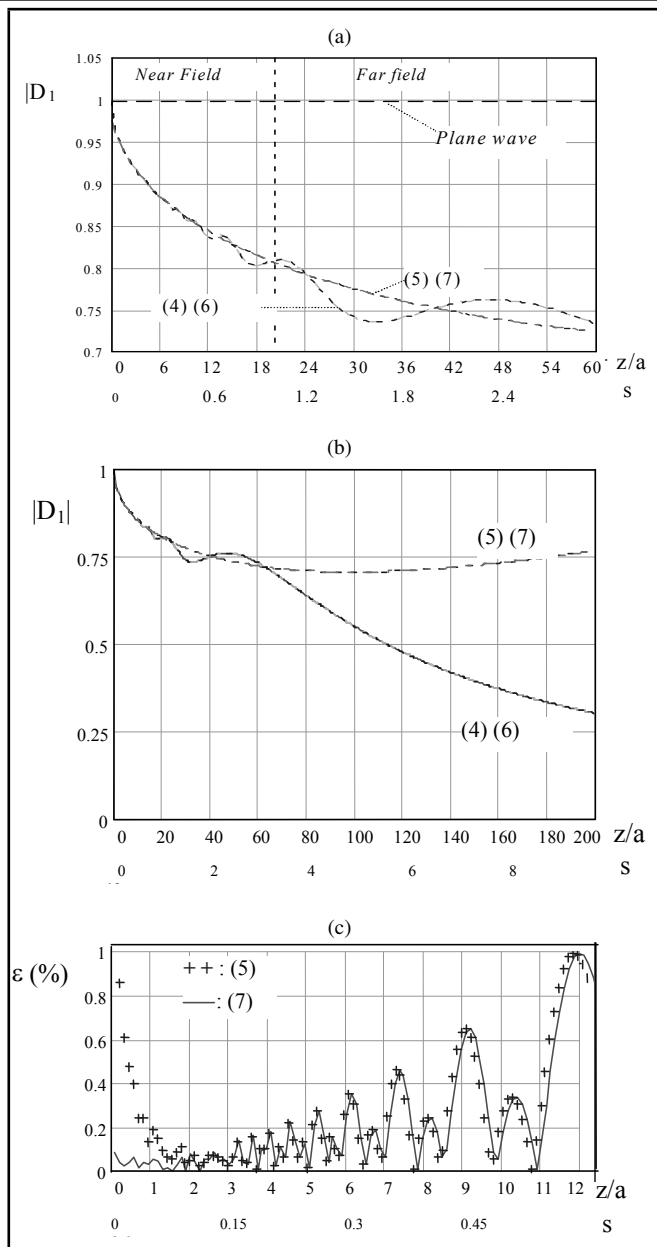 (a)
1.05
Near Field Far field
|D1
1
Plane wave
0.95
0.9
0.85
(5) (7)
0.8
(4) (6)
0.75
0.7
0 6 12 18 24 30 36 42 48 54 60 z/a
0 0.6 1.2 1.8 2.4 s
(b)
1
|D1|
(5) (7)
0.75
0.5
(4) (6)
0.25
0
0 20 40 60 80 100 120 140 160 180 200 z/a
0 2 4 6 8 s
(c)
1
ε (%)
+ + : (5)
0.8
: (7)
0.6
0.4
0.2
0
0 1 2 3 4 5 6 7 8 9 10 11 12 z/a
0 0.15 0.3 0.45 s